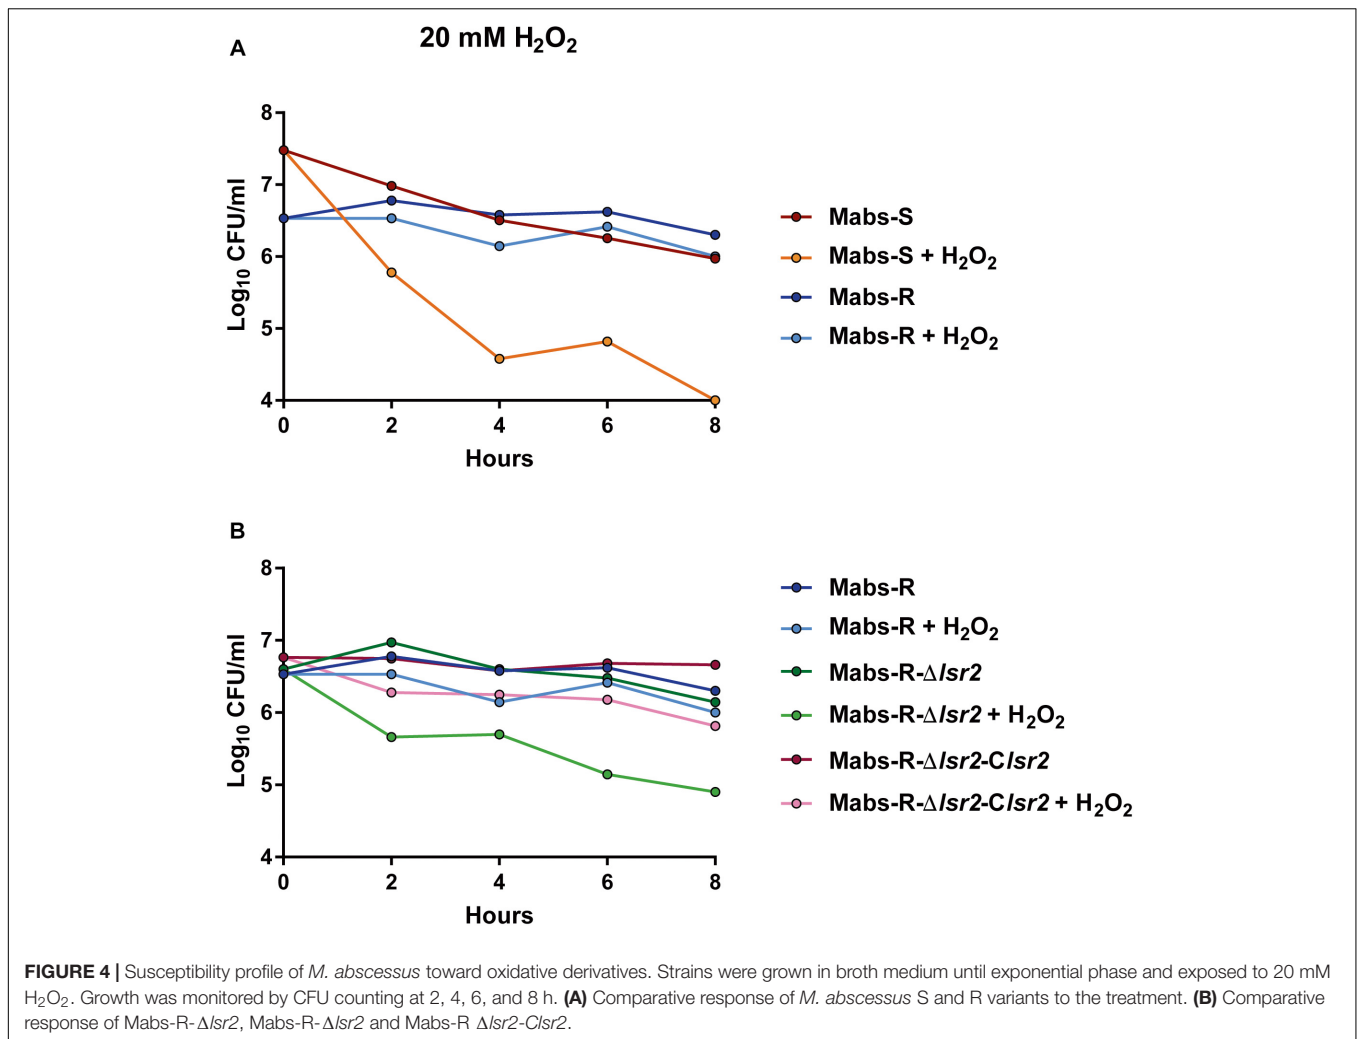 A
20 mM H₂O₂
8
7
6
5
4
Log₁₀ CFU/ml
0 2 4 6 8
Hours
Mabs-S
Mabs-S + H₂O₂
Mabs-R
Mabs-R + H₂O₂
B
8
7
6
5
4
Log₁₀ CFU/ml
0 2 4 6 8
Hours
Mabs-R
Mabs-R + H₂O₂
Mabs-R-Δlsr2
Mabs-R-Δlsr2 + H₂O₂
Mabs-R-Δlsr2-Clsr2
Mabs-R-Δlsr2-Clsr2 + H₂O₂
FIGURE 4 | Susceptibility profile of M. abscessus toward oxidative derivatives. Strains were grown in broth medium until exponential phase and exposed to 20 mM
H₂O₂. Growth was monitored by CFU counting at 2, 4, 6, and 8 h. (A) Comparative response of M. abscessus S and R variants to the treatment. (B) Comparative
response of Mabs-R-Δlsr2, Mabs-R-Δlsr2 and Mabs-R Δlsr2-Clsr2.